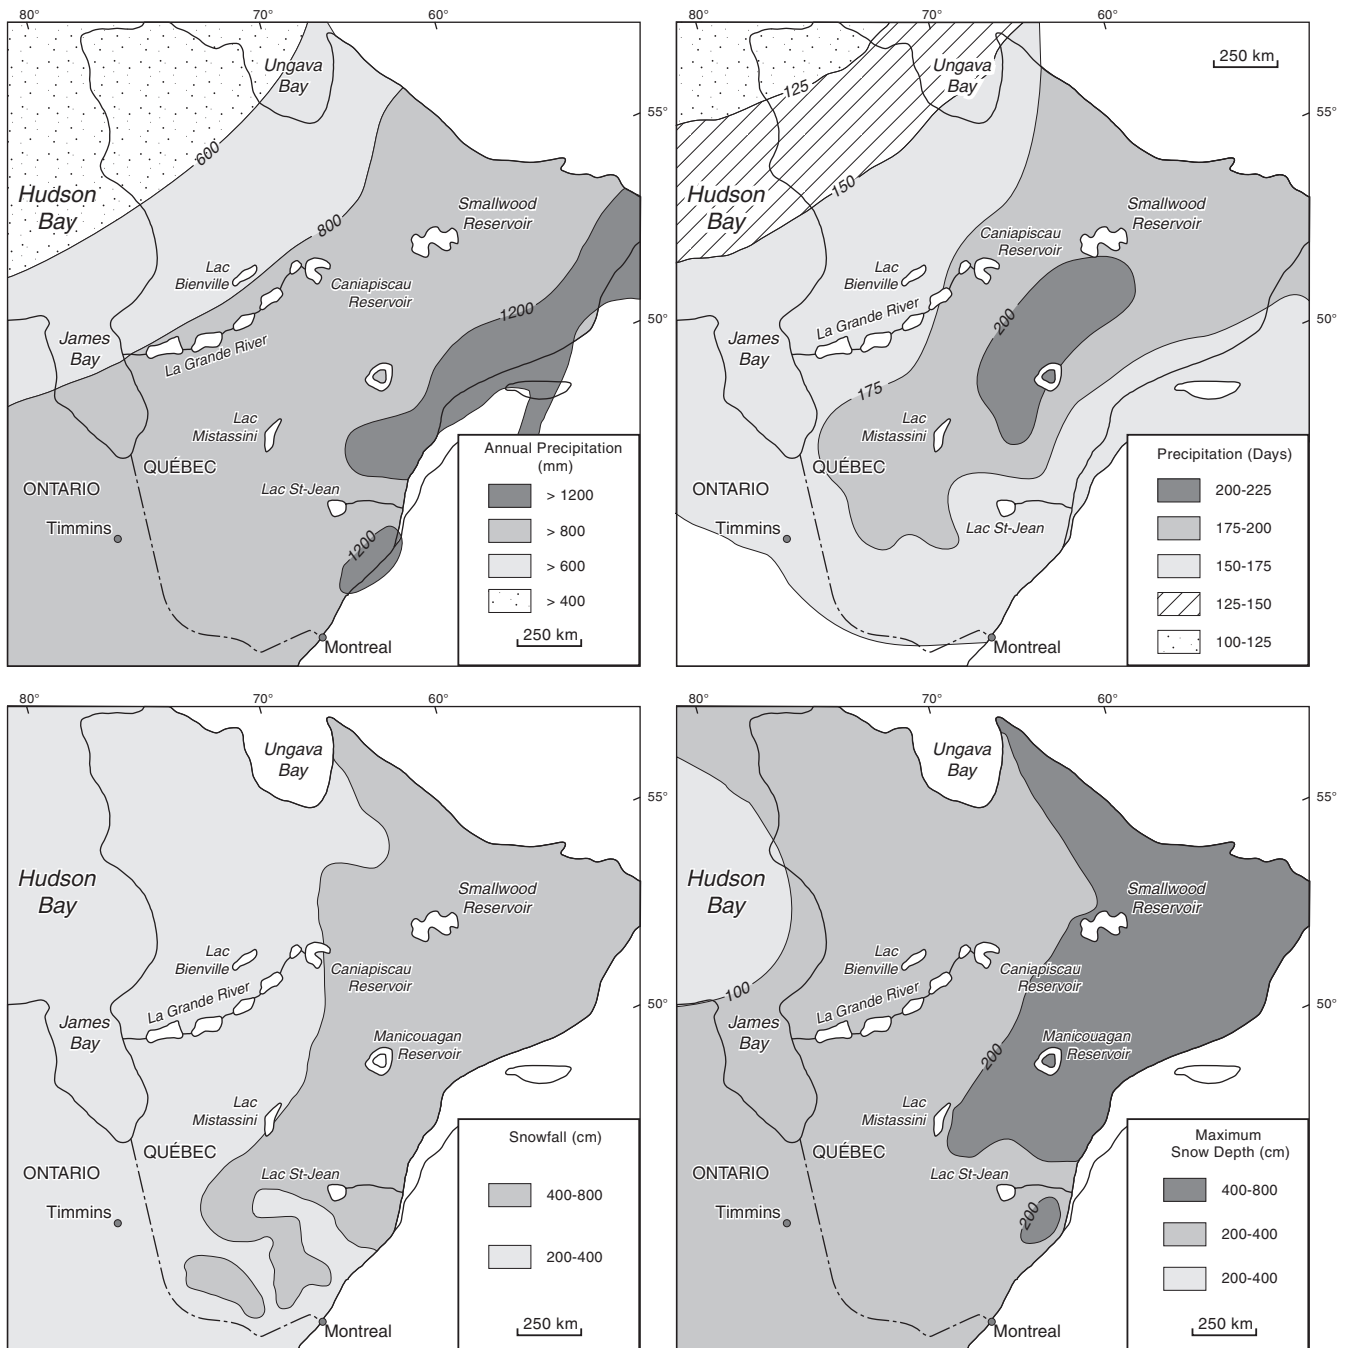 80°
70°
60°
Ungava
Bay
55°
600
Hudson
Bay
800
Smallwood
Reservoir
Lac
Bienville
Caniapiscau
Reservoir
1200
50°
James
Bay
La Grande River
Lac
Mistassini
QUÉBEC
ONTARIO
Lac St-Jean
Timmins
1200
Montreal
Annual Precipitation
(mm)
> 1200
> 800
> 600
> 400
250 km
80°
70°
60°
250 km
Ungava
Bay
125
55°
150
Hudson
Bay
Smallwood
Reservoir
Caniapiscau
Reservoir
Lac
Bienville
La Grande River
200
50°
James
Bay
175
Lac
Mistassini
QUÉBEC
ONTARIO
Timmins
Lac St-Jean
Montreal
Precipitation (Days)
200-225
175-200
150-175
125-150
100-125
80°
70°
60°
Ungava
Bay
55°
Hudson
Bay
Smallwood
Reservoir
Lac
Bienville
Caniapiscau
Reservoir
La Grande River
50°
James
Bay
Manicouagan
Reservoir
Lac
Mistassini
QUÉBEC
ONTARIO
Lac St-Jean
Timmins
Montreal
Snowfall (cm)
400-800
200-400
250 km
80°
70°
60°
Ungava
Bay
55°
Hudson
Bay
Smallwood
Reservoir
Lac
Bienville
Caniapiscau
Reservoir
100
La Grande River
50°
James
Bay
Manicouagan
Reservoir
200
Lac
Mistassini
QUÉBEC
ONTARIO
Lac St-Jean
Timmins
200
Montreal
Maximum
Snow Depth (cm)
400-800
200-400
200-400
250 km